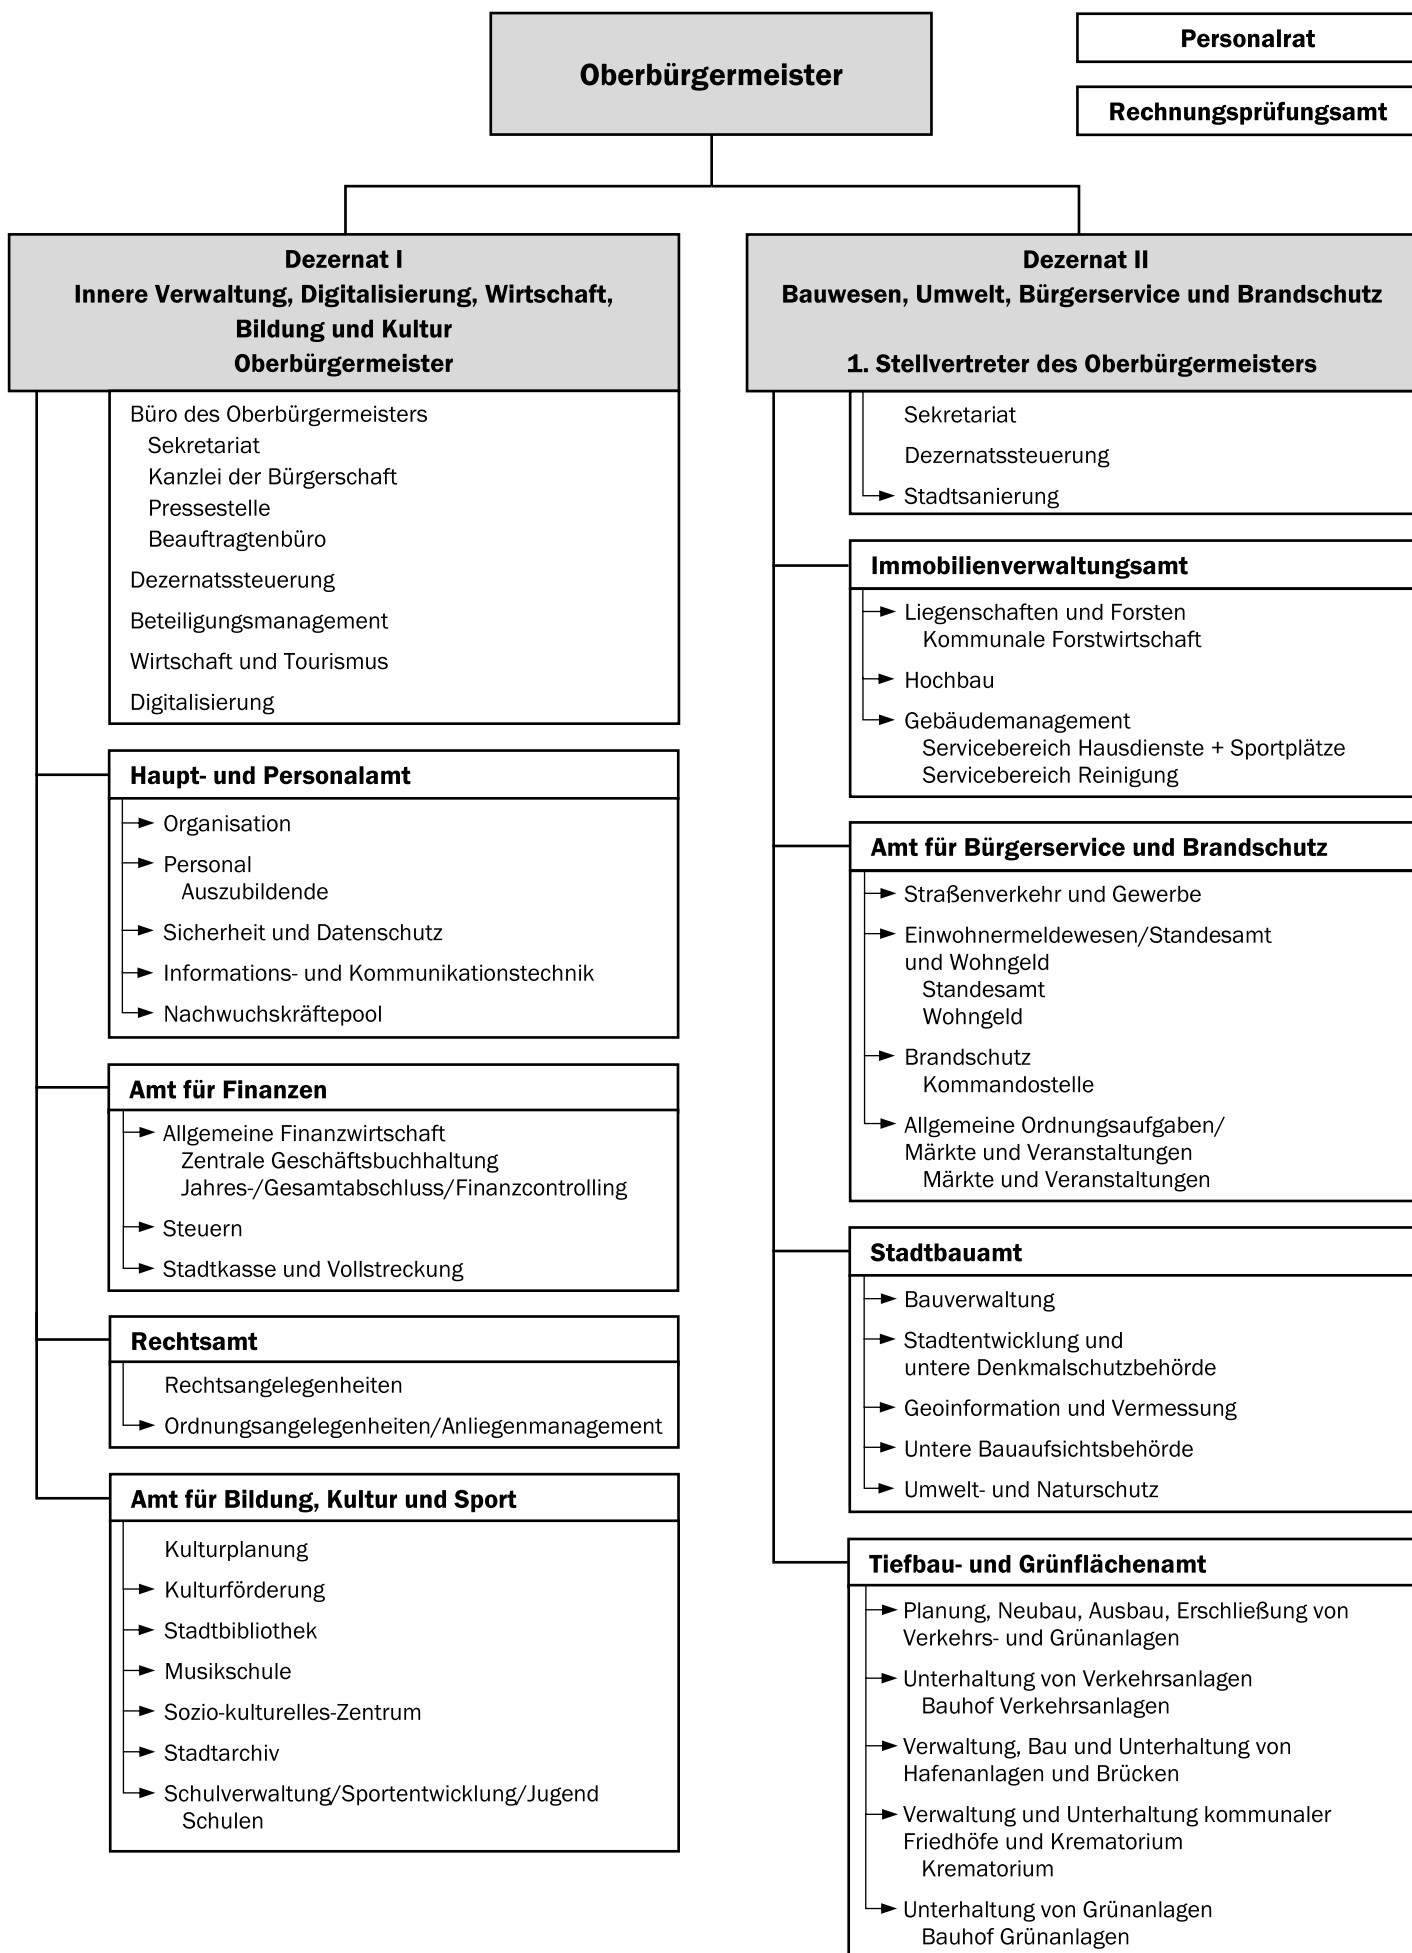 Oberbürgermeister
Personalrat
Rechnungsprüfungsamt
Dezernat I
Innere Verwaltung, Digitalisierung, Wirtschaft,
Bildung und Kultur
Oberbürgermeister
Büro des Oberbürgermeisters
Sekretariat
Kanzlei der Bürgerschaft
Pressestelle
Beauftragtenbüro
Dezernatssteuerung
Beteiligungsmanagement
Wirtschaft und Tourismus
Digitalisierung
Haupt- und Personalamt
Organisation
Personal
Auszubildende
Sicherheit und Datenschutz
Informations- und Kommunikationstechnik
Nachwuchskräftepool
Amt für Finanzen
Allgemeine Finanzwirtschaft
Zentrale Geschäftsbuchhaltung
Jahres-/Gesamtabschluss/Finanzcontrolling
Steuern
Stadtkasse und Vollstreckung
Rechtsamt
Rechtsangelegenheiten
Ordnungsangelegenheiten/Anliegenmanagement
Amt für Bildung, Kultur und Sport
Kulturplanung
Kulturförderung
Stadtbibliothek
Musikschule
Sozio-kulturelles-Zentrum
Stadtarchiv
Schulverwaltung/Sportentwicklung/Jugend
Schulen
Dezernat II
Bauwesen, Umwelt, Bürgerservice und Brandschutz
1. Stellvertreter des Oberbürgermeisters
Sekretariat
Dezernatssteuerung
Stadtsanierung
Immobilienverwaltungsamt
Liegenschaften und Forsten
Kommunale Forstwirtschaft
Hochbau
Gebäudemanagement
Servicebereich Hausdienste + Sportplätze
Servicebereich Reinigung
Amt für Bürgerservice und Brandschutz
Straßenverkehr und Gewerbe
Einwohnermeldewesen/Standesamt
und Wohngeld
Standesamt
Wohngeld
Brandschutz
Kommandostelle
Allgemeine Ordnungsaufgaben/
Märkte und Veranstaltungen
Märkte und Veranstaltungen
Stadtbauamt
Bauverwaltung
Stadtentwicklung und
untere Denkmalschutzbehörde
Geoinformation und Vermessung
Untere Bauaufsichtsbehörde
Umwelt- und Naturschutz
Tiefbau- und Grünflächenamt
Planung, Neubau, Ausbau, Erschließung von
Verkehrs- und Grünanlagen
Unterhaltung von Verkehrsanlagen
Bauhof Verkehrsanlagen
Verwaltung, Bau und Unterhaltung von
Hafenanlagen und Brücken
Verwaltung und Unterhaltung kommunaler
Friedhöfe und Krematorium
Krematorium
Unterhaltung von Grünanlagen
Bauhof Grünanlagen